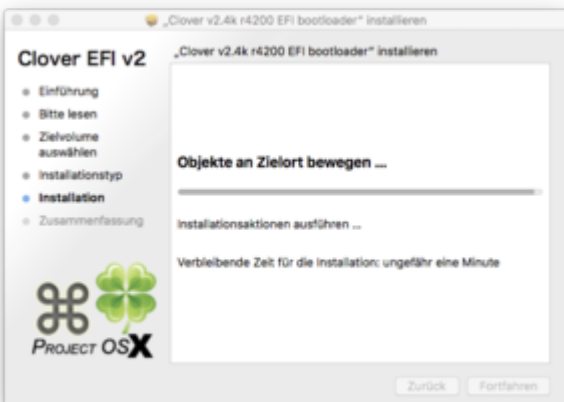 „Clover v2.4k r4200 EFI bootloader“ installieren
Clover EFI v2
„Clover v2.4k r4200 EFI bootloader“ installieren
Einführung
Bitte lesen
Zielvolume
auswählen
Installationstyp
Installation
Zusammenfassung
Objekte an Zielort bewegen ...
Installationsaktionen ausführen ...
Verbleibende Zeit für die Installation: ungefähr eine Minute
PROJECT OSX
Zurück
Fortfahren